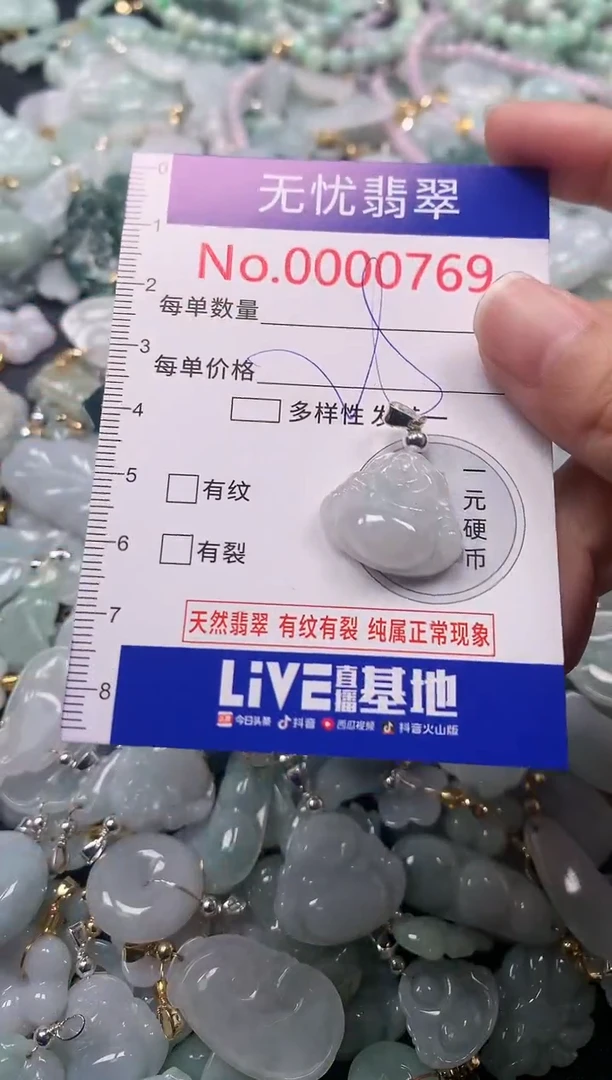 无忧翡翠
No.0000769
每单数量
每单价格
多样性
有纹
有裂
一元硬币
天然翡翠 有纹有裂 纯属正常现象
LiVE直播基地
今日头条 抖音 西瓜视频 抖音火山版
0
1
2
3
4
5
6
7
8